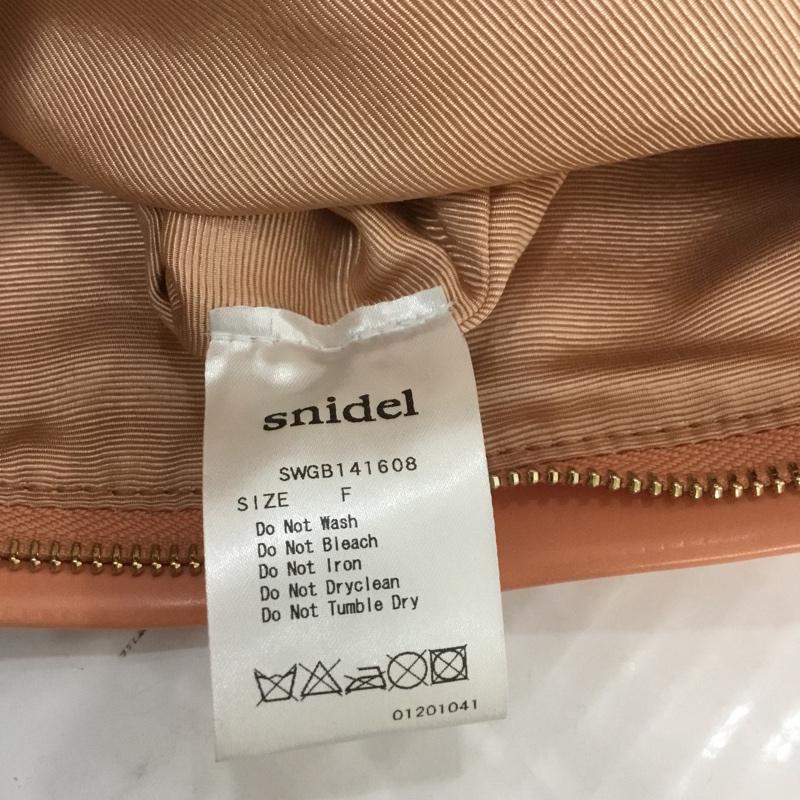 snidel
SWGB141608
SIZE F
Do Not Wash
Do Not Bleach
Do Not Iron
Do Not Dryclean
Do Not Tumble Dry
01201041